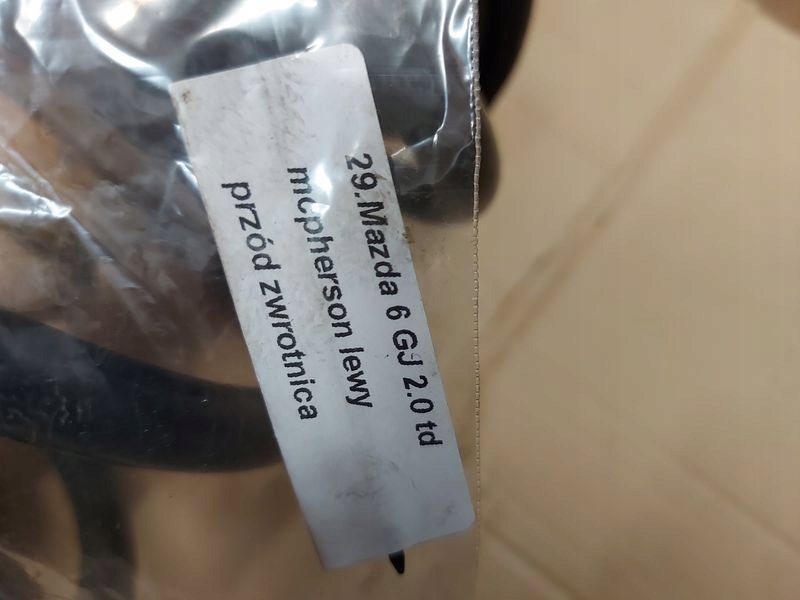 29.Mazda 6 GJ 2.0 td
mcpherson lewy
przód zwrotnica